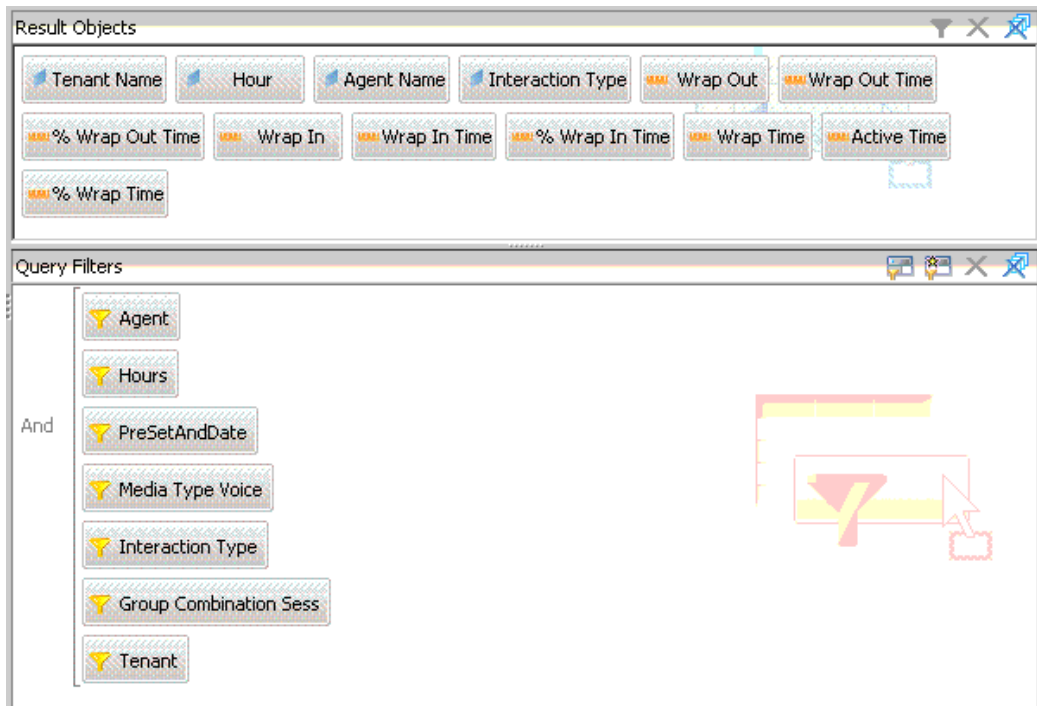 Result Objects
Tenant Name Hour Agent Name Interaction Type Wrap Out Wrap Out Time
% Wrap Out Time Wrap In Wrap In Time % Wrap In Time Wrap Time Active Time
% Wrap Time
Query Filters
Agent
Hours
And
PreSetAndDate
Media Type Voice
Interaction Type
Group Combination Sess
Tenant